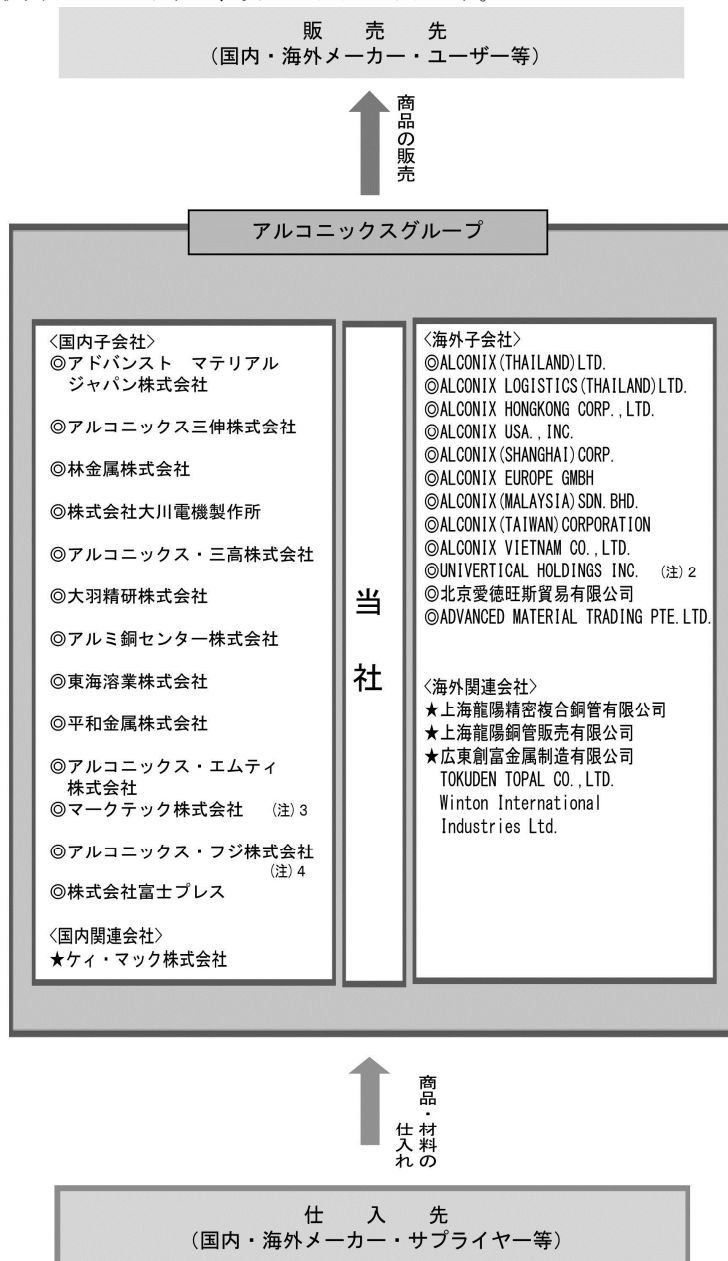 販　売　先
（国内・海外メーカー・ユーザー等）
商品の販売
アルコニックスグループ
〈国内子会社〉
◎アドバンスト　マテリアル
ジャパン株式会社
◎アルコニックス三伸株式会社
◎林金属株式会社
◎株式会社大川電機製作所
◎アルコニックス・三高株式会社
◎大羽精研株式会社
◎アルミ銅センター株式会社
◎東海溶業株式会社
◎平和金属株式会社
◎アルコニックス・エムティ
株式会社
◎マークテック株式会社　（注）3
◎アルコニックス・フジ株式会社
（注）4
◎株式会社富士プレス
〈国内関連会社〉
★ケィ・マック株式会社
当社
〈海外子会社〉
◎ALCONIX(THAILAND)LTD.
◎ALCONIX LOGISTICS(THAILAND)LTD.
◎ALCONIX HONGKONG CORP.,LTD.
◎ALCONIX USA.,INC.
◎ALCONIX(SHANGHAI)CORP.
◎ALCONIX EUROPE GMBH
◎ALCONIX(MALAYSIA)SDN.BHD.
◎ALCONIX(TAIWAN)CORPORATION
◎ALCONIX VIETNAM CO.,LTD.
◎UNIVERTICAL HOLDINGS INC.　（注）2
◎北京愛徳旺斯貿易有限公司
◎ADVANCED MATERIAL TRADING PTE.LTD.
〈海外関連会社〉
★上海龍陽精密複合銅管有限公司
★上海龍陽銅管販売有限公司
★広東創富金属制造有限公司
TOKUDEN TOPAL CO.,LTD.
Winton International
Industries Ltd.
商品・材料の
仕入れ
仕　入　先
（国内・海外メーカー・サプライヤー等）